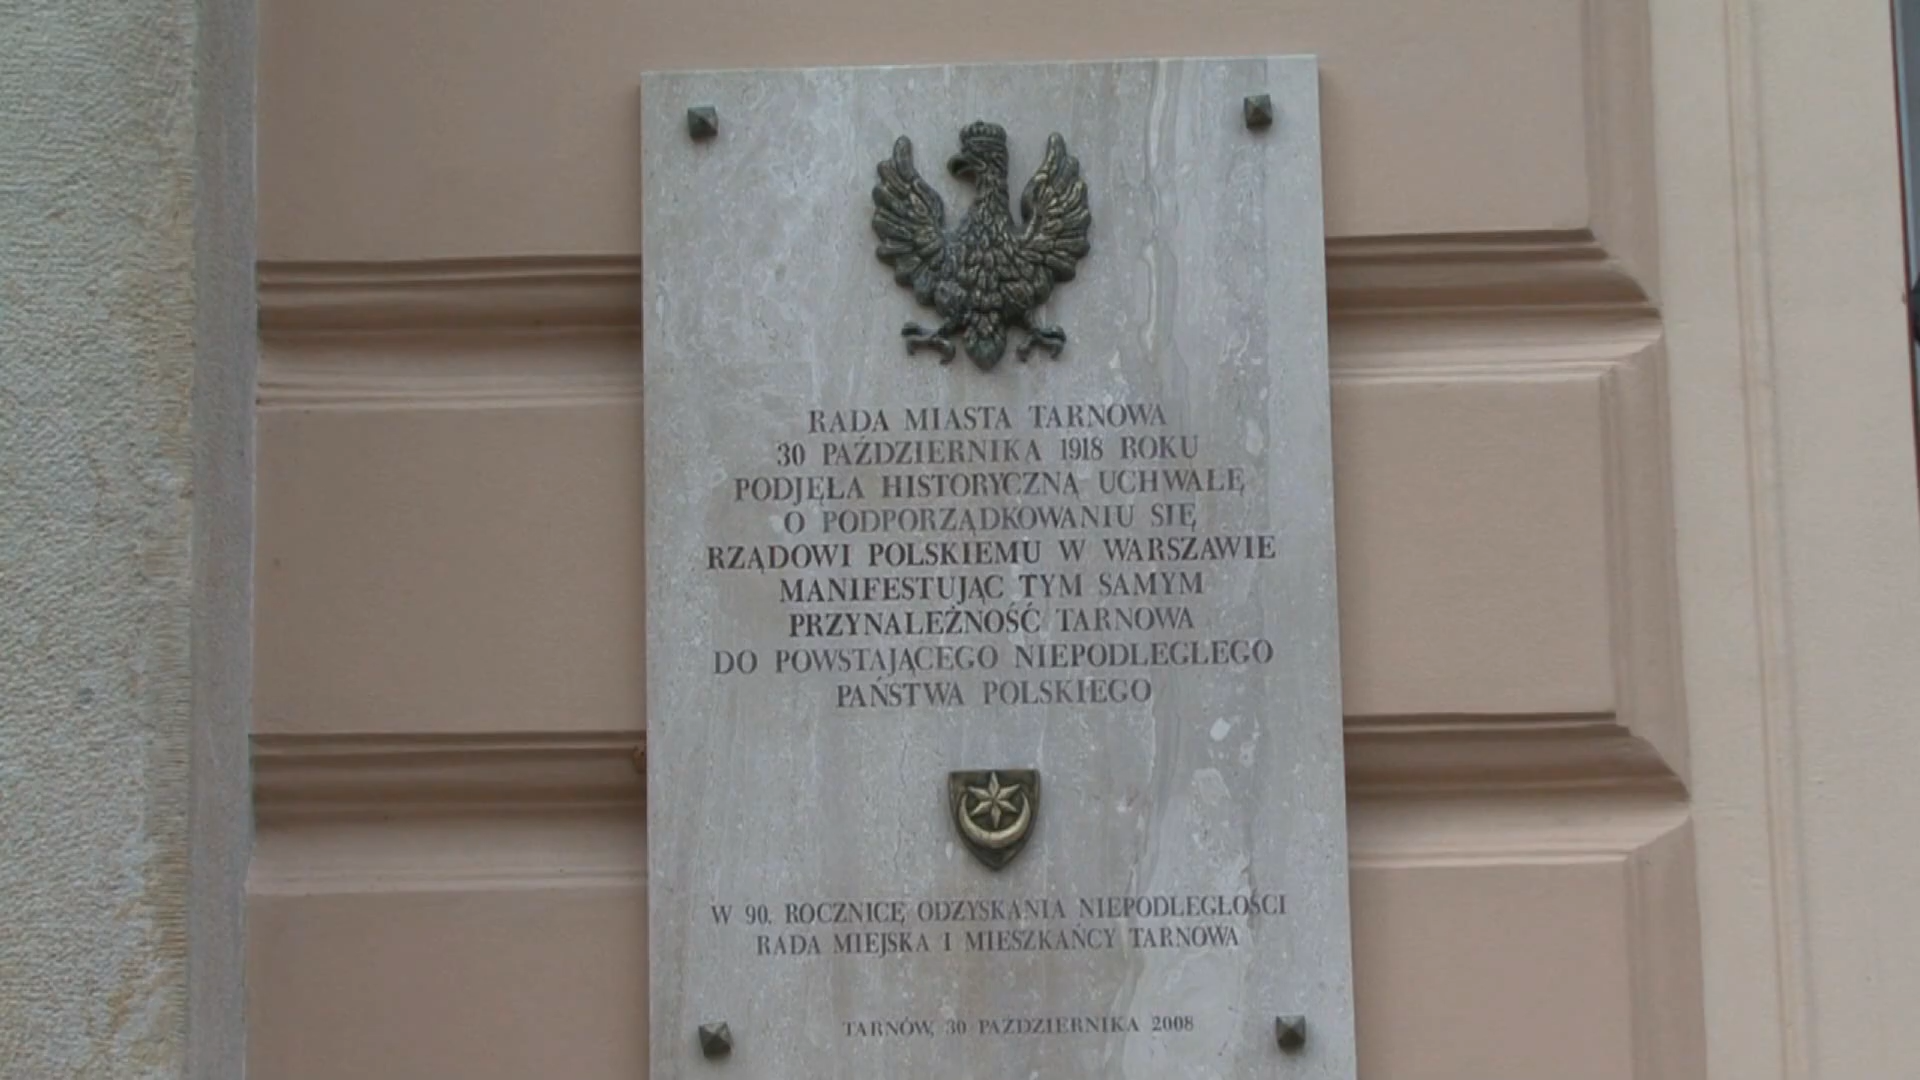 RADA MIASTA TARNOWA
30 PAŹDZIERNIKA 1918 ROKU
PODJĘŁA HISTORYCZNĄ UCHWAŁĘ
O PODPORZĄDKOWANIU SIĘ
RZĄDOWI POLSKIEMU W WARSZAWIE
MANIFESTUJĄC TYM SAMYM
PRZYNALEŻNOŚĆ TARNOWA
DO POWSTAJĄCEGO NIEPODLEGŁEGO
PAŃSTWA POLSKIEGO
W 90. ROCZNICĘ ODZYSKANIA NIEPODLEGŁOŚCI
RADA MIEJSKA I MIESZKAŃCY TARNOWA
TARNÓW, 30 PAŹDZIERNIKA 2008